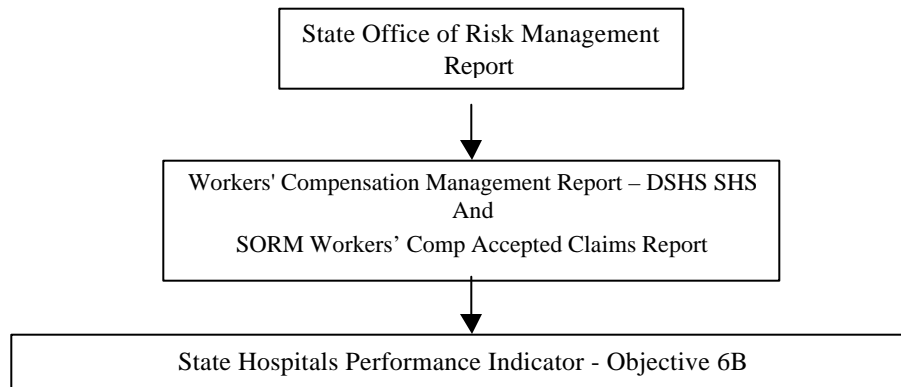 State Office of Risk Management
Report
Workers' Compensation Management Report – DSHS SHS
And
SORM Workers’ Comp Accepted Claims Report
State Hospitals Performance Indicator - Objective 6B